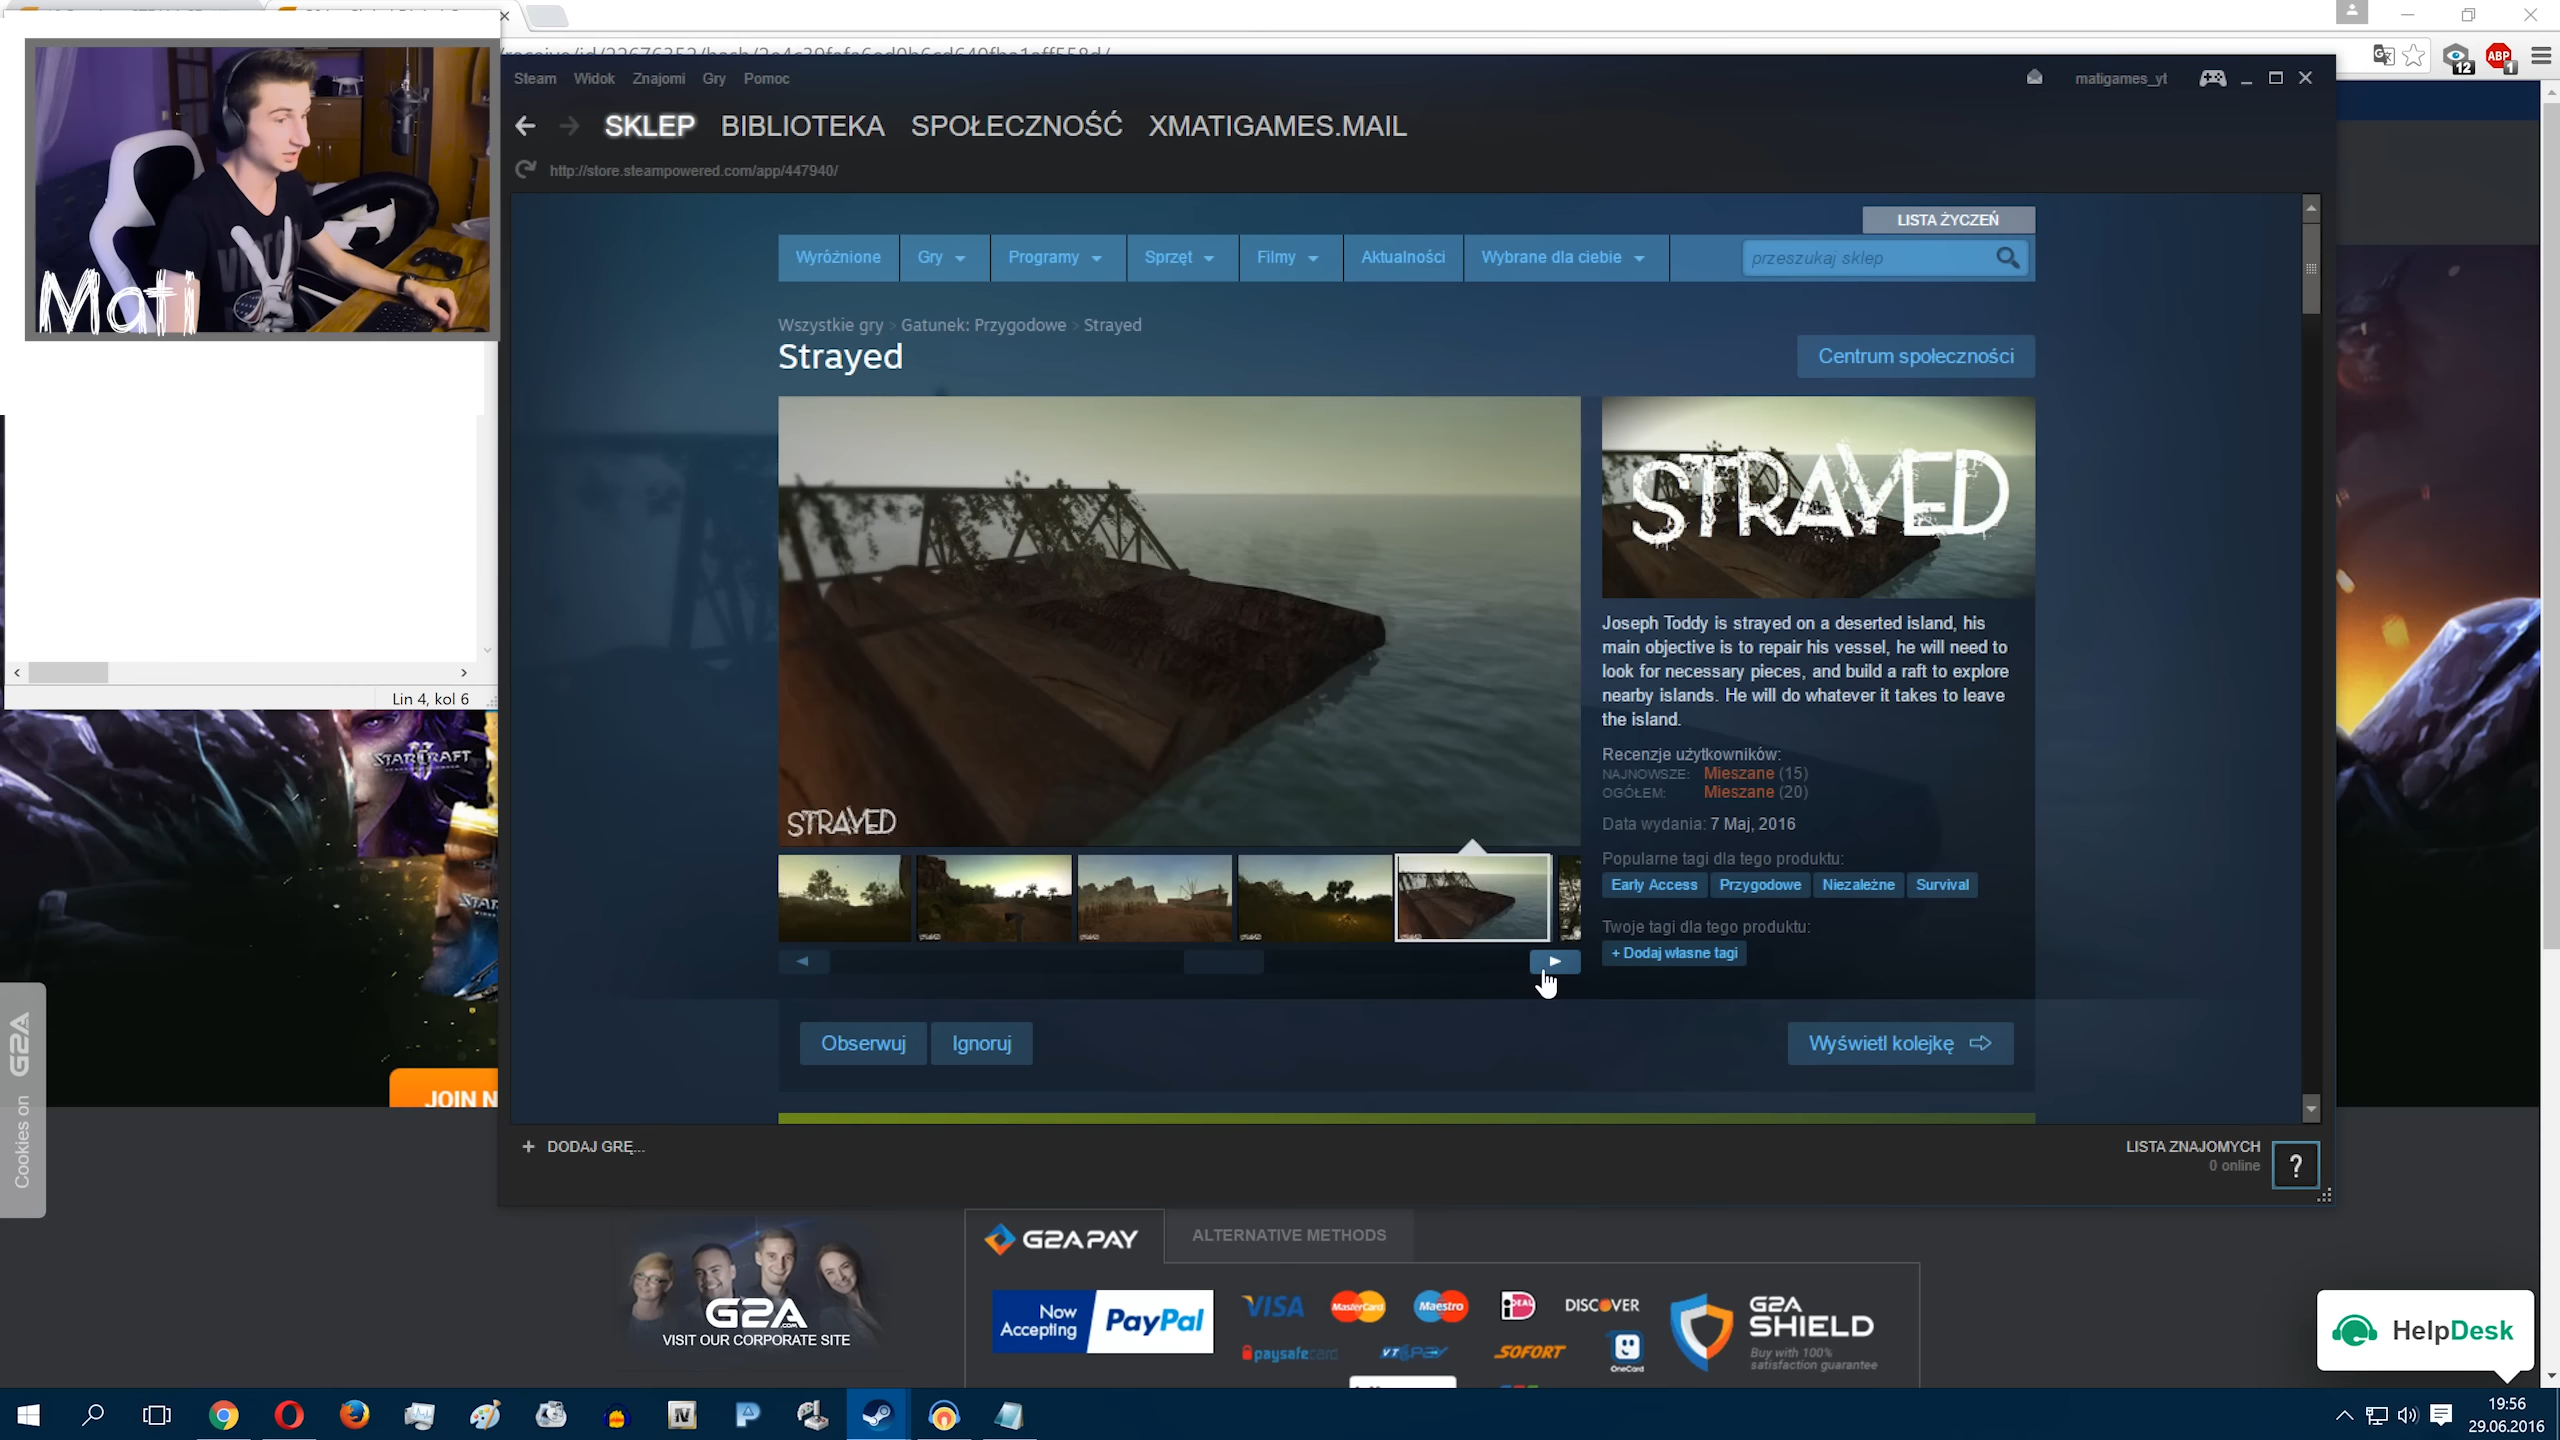 Steam Widok Znajomi Gry Pomoc
matigames_yt
12
ABP
1
SKLEP BIBLIOTEKA SPOŁECZNOŚĆ XMATIGAMES.MAIL
http://store.steampowered.com/app/447940/
LISTA ŻYCZEŃ
Wyróżnione Gry Programy Sprzęt Filmy Aktualności Wybrane dla ciebie
przeszukaj sklep
Wszystkie gry > Gatunek: Przygodowe > Strayed
Strayed
Centrum społeczności
Mati
STRAYED
Joseph Toddy is strayed on a deserted island, his
main objective is to repair his vessel, he will need to
look for necessary pieces, and build a raft to explore
nearby islands. He will do whatever it takes to leave
the island.
Recenzje użytkowników:
NAJNOWSZE: Mieszane (15)
OGÓŁEM: Mieszane (20)
Data wydania: 7 Maj, 2016
Popularne tagi dla tego produktu:
Early Access Przygodowe Niezależne Survival
Twoje tagi dla tego produktu:
+ Dodaj własne tagi
STRAYED
Lin 4, kol 6
STARCRAFT
Obserwuj Ignoruj
Wyświetl kolejkę
Cookies on G2A
JOIN N
+ DODAJ GRĘ...
LISTA ZNAJOMYCH
0 online
?
G2A.COM
VISIT OUR CORPORATE SITE
G2A PAY
ALTERNATIVE METHODS
Now
Accepting
PayPal
VISA MasterCard Maestro iDEAL DISCOVER
paysafecard SOFORT OneCard
G2A
SHIELD
Buy with 100%
satisfaction guarantee
HelpDesk
19:56
29.06.2016